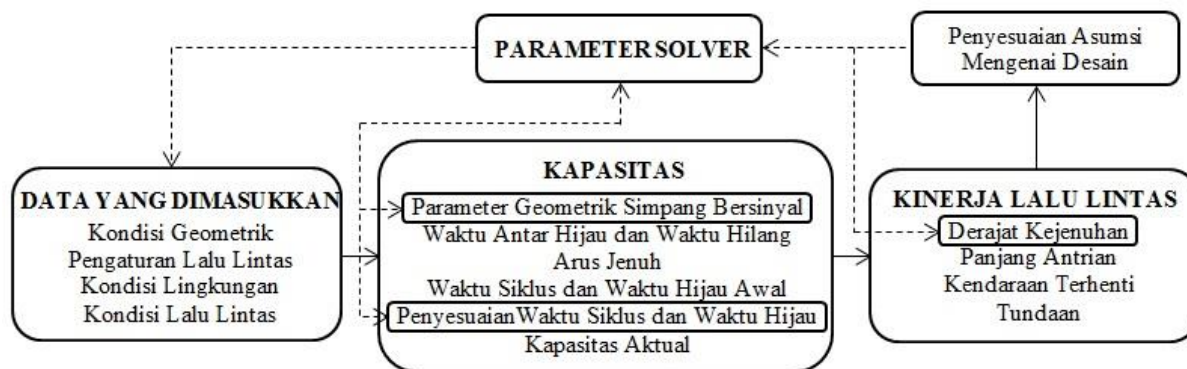 PARAMETER SOLVER
Penyesuaian Asumsi
Mengenai Desain
DATA YANG DIMASUKKAN
Kondisi Geometrik
Pengaturan Lalu Lintas
Kondisi Lingkungan
Kondisi Lalu Lintas
KAPASITAS
Parameter Geometrik Simpang Bersinyal
Waktu Antar Hijau dan Waktu Hilang
Arus Jenuh
Waktu Siklus dan Waktu Hijau Awal
Penyesuaian Waktu Siklus dan Waktu Hijau
Kapasitas Aktual
KINERJA LALU LINTAS
Derajat Kejenuhan
Panjang Antrian
Kendaraan Terhenti
Tundaan